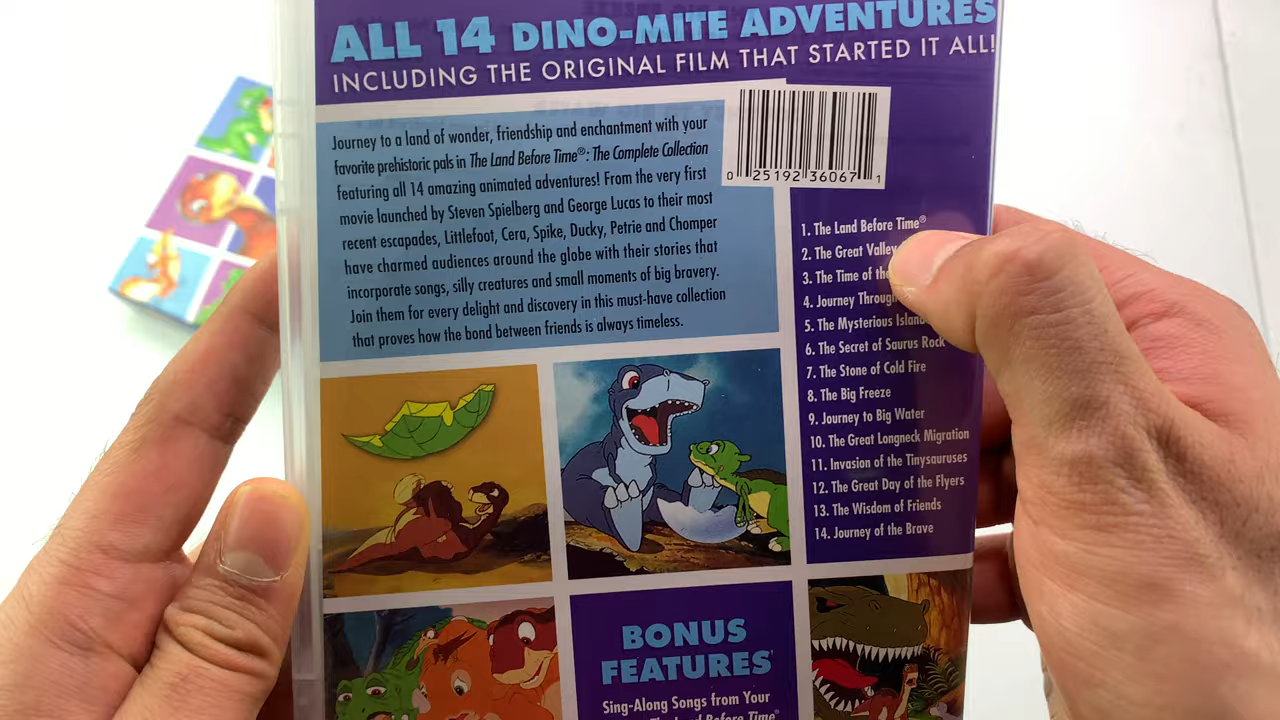 ALL 14 DINO-MITE ADVENTURES
INCLUDING THE ORIGINAL FILM THAT STARTED IT ALL!
Journey to a land of wonder, friendship and enchantment with your
favorite prehistoric pals in The Land Before Time®: The Complete Collection
featuring all 14 amazing animated adventures! From the very first
movie launched by Steven Spielberg and George Lucas to their most
recent escapades, Littlefoot, Cera, Spike, Ducky, Petrie and Chomper
have charmed audiences around the globe with their stories that
incorporate songs, silly creatures and small moments of big bravery.
Join them for every delight and discovery in this must-have collection
that proves how the bond between friends is always timeless.
0 25192 36067 1
1. The Land Before Time®
2. The Great Valley
3. The Time of the
4. Journey Through
5. The Mysterious Island
6. The Secret of Saurus Rock
7. The Stone of Cold Fire
8. The Big Freeze
9. Journey to Big Water
10. The Great Longneck Migration
11. Invasion of the Tinysauruses
12. The Great Day of the Flyers
13. The Wisdom of Friends
14. Journey of the Brave
BONUS
FEATURES
Sing-Along Songs from Your
The Land Before Time®